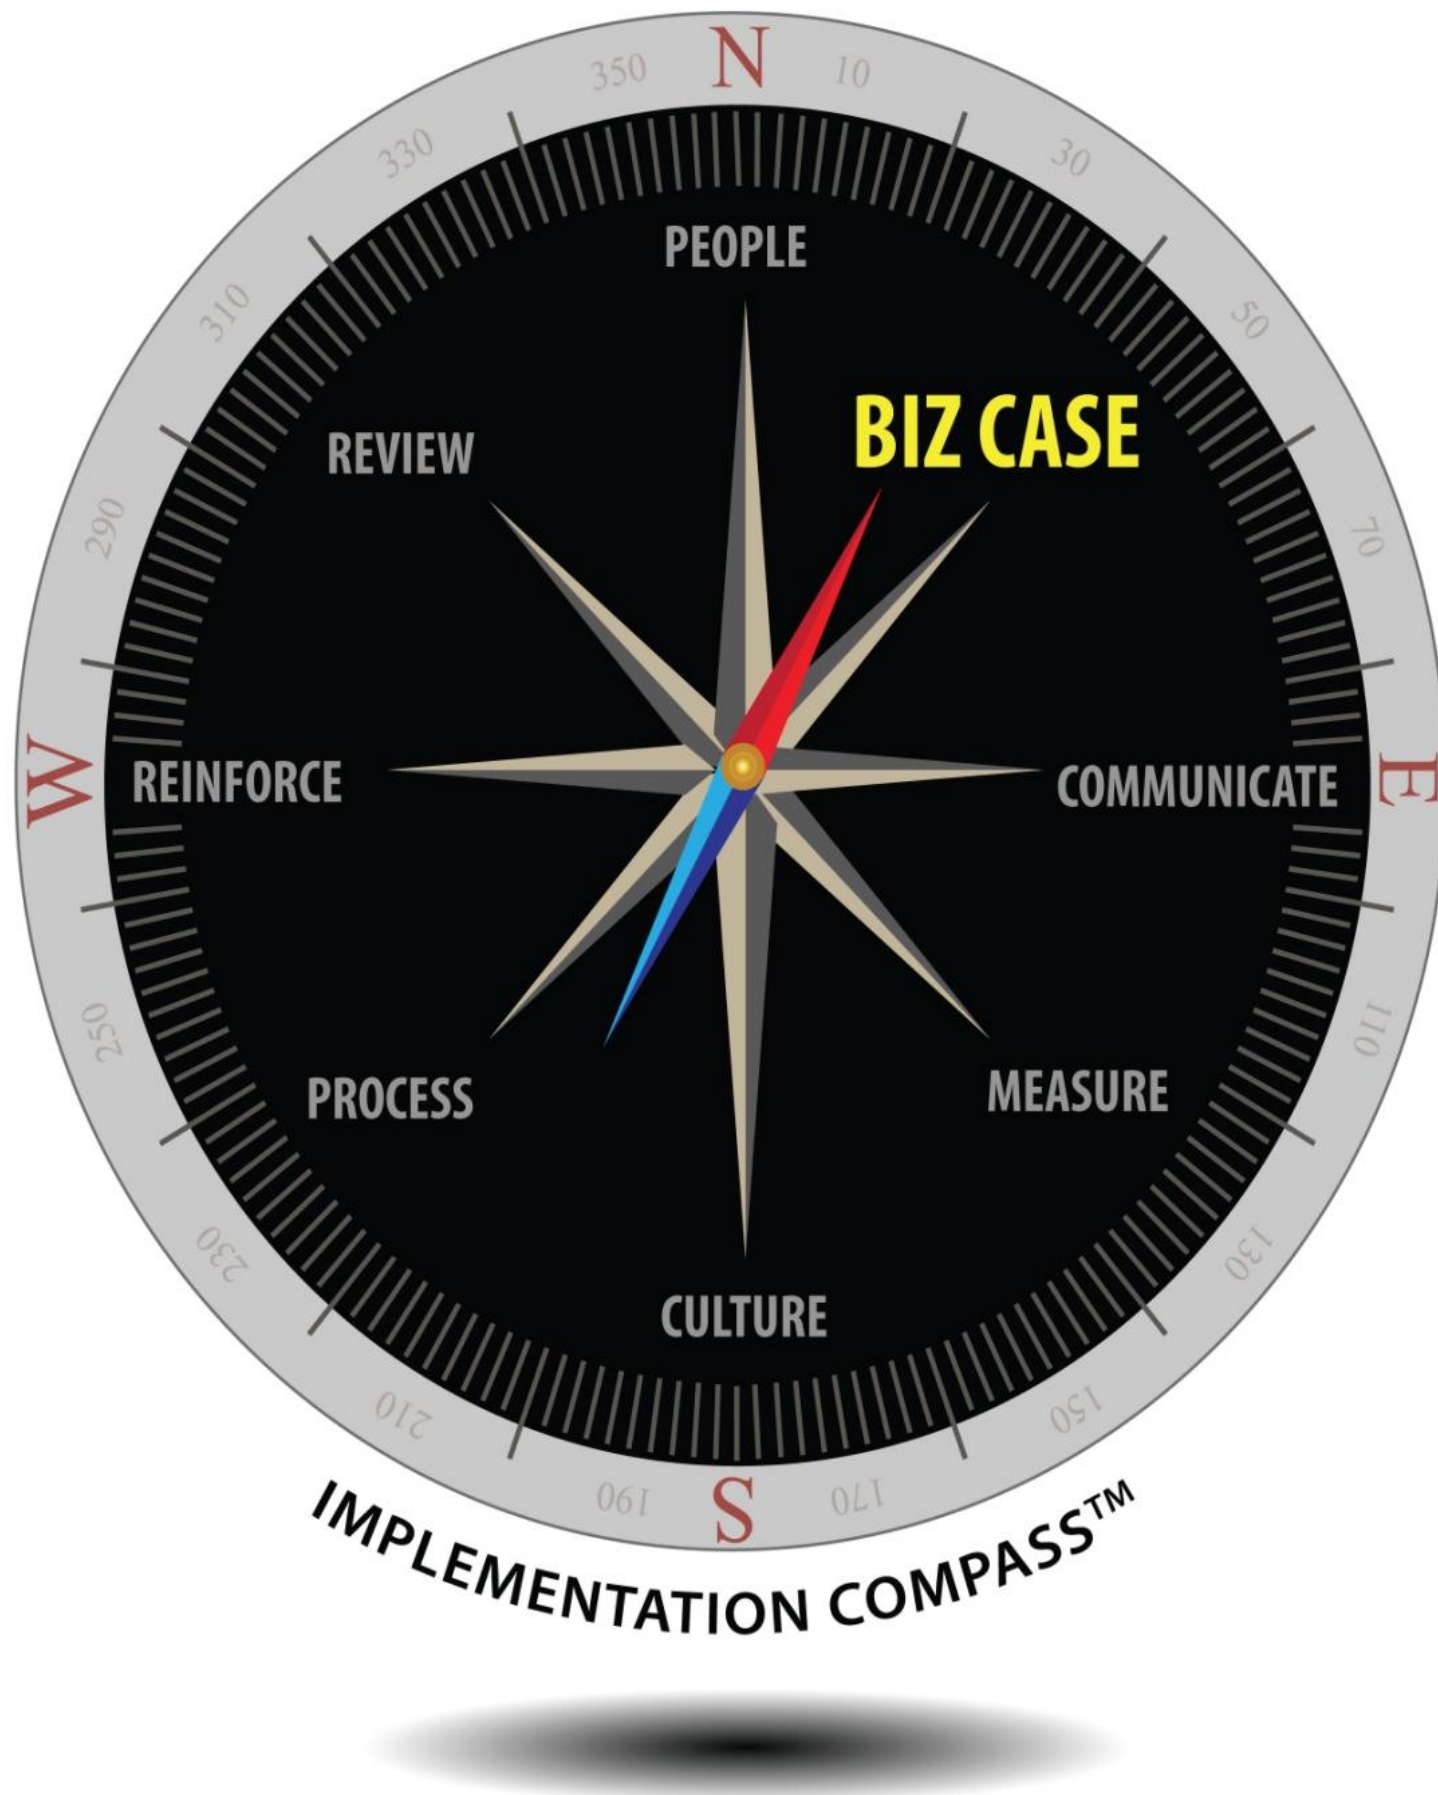 N
350
10
330
30
310
50
290
70
PEOPLE
BIZ CASE
REVIEW
W
REINFORCE
COMMUNICATE
E
PROCESS
MEASURE
CULTURE
250
110
230
130
210
150
190
170
S
IMPLEMENTATION COMPASS™